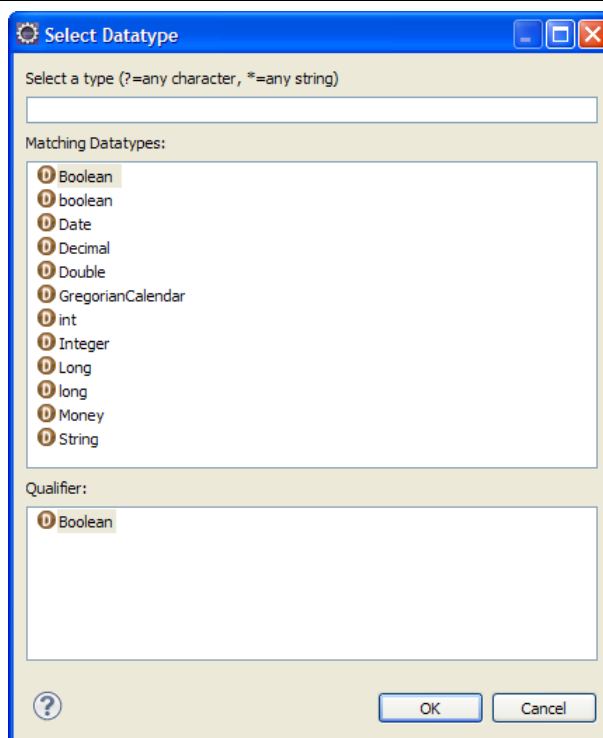 Select Datatype
Select a type (?=any character, *=any string)
Matching Datatypes:
Boolean
boolean
Date
Decimal
Double
GregorianCalendar
int
Integer
Long
long
Money
String
Qualifier:
Boolean
OK Cancel